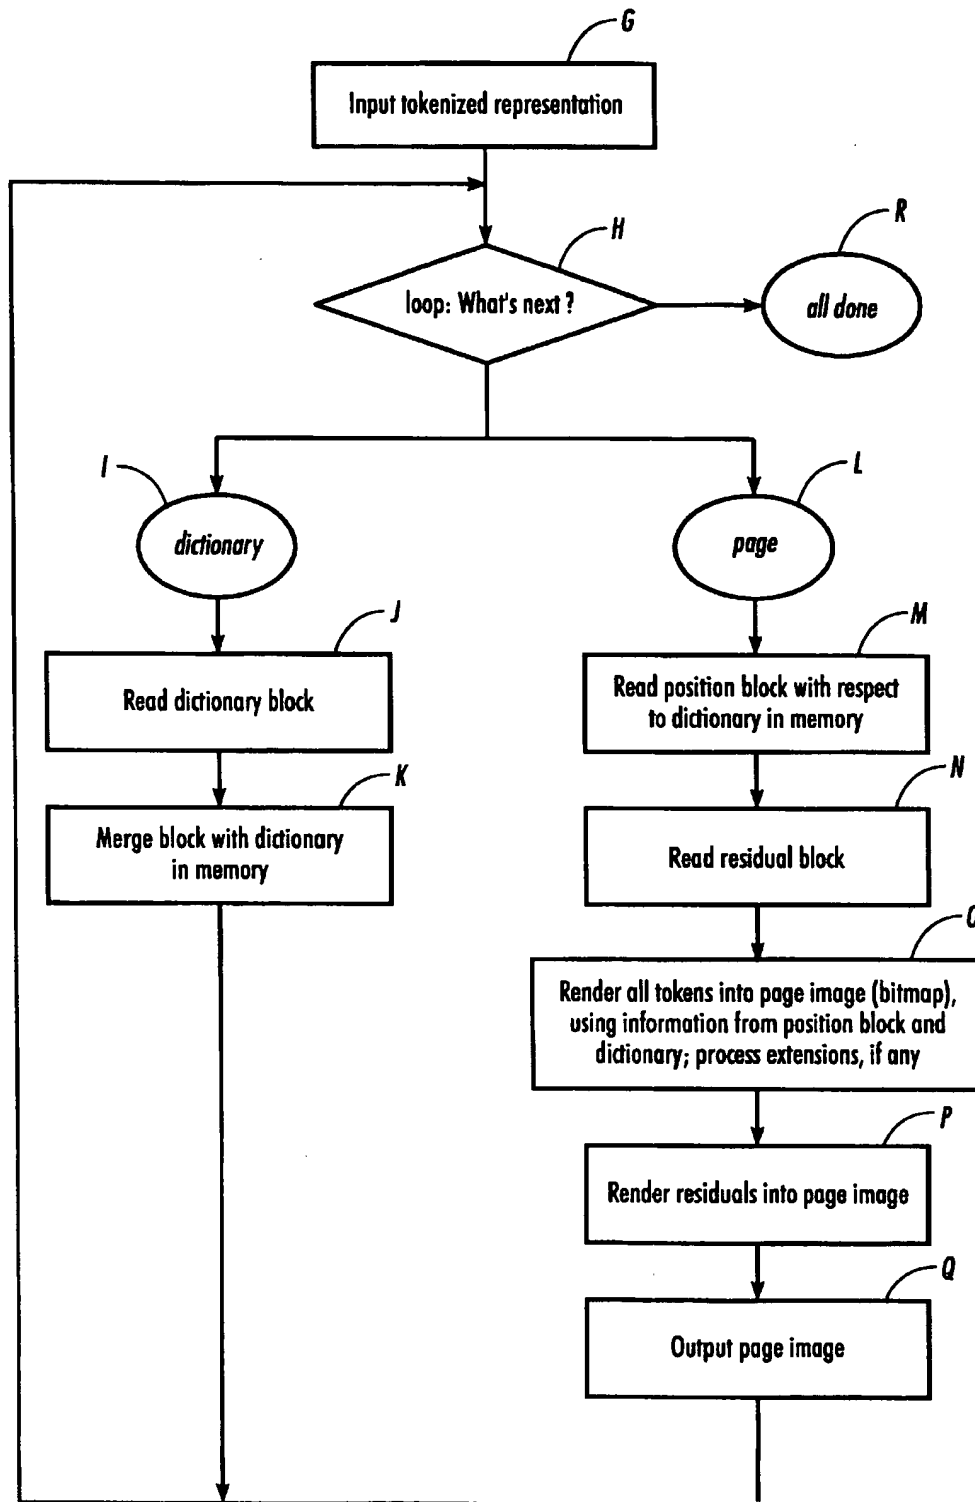 G
Input tokenized representation
H
R
loop: What's next ?
all done
I
L
dictionary
page
J
M
Read dictionary block
Read position block with respect
to dictionary in memory
K
N
Merge block with dictionary
in memory
Read residual block
O
Render all tokens into page image (bitmap),
using information from position block and
dictionary; process extensions, if any
P
Render residuals into page image
Q
Output page image